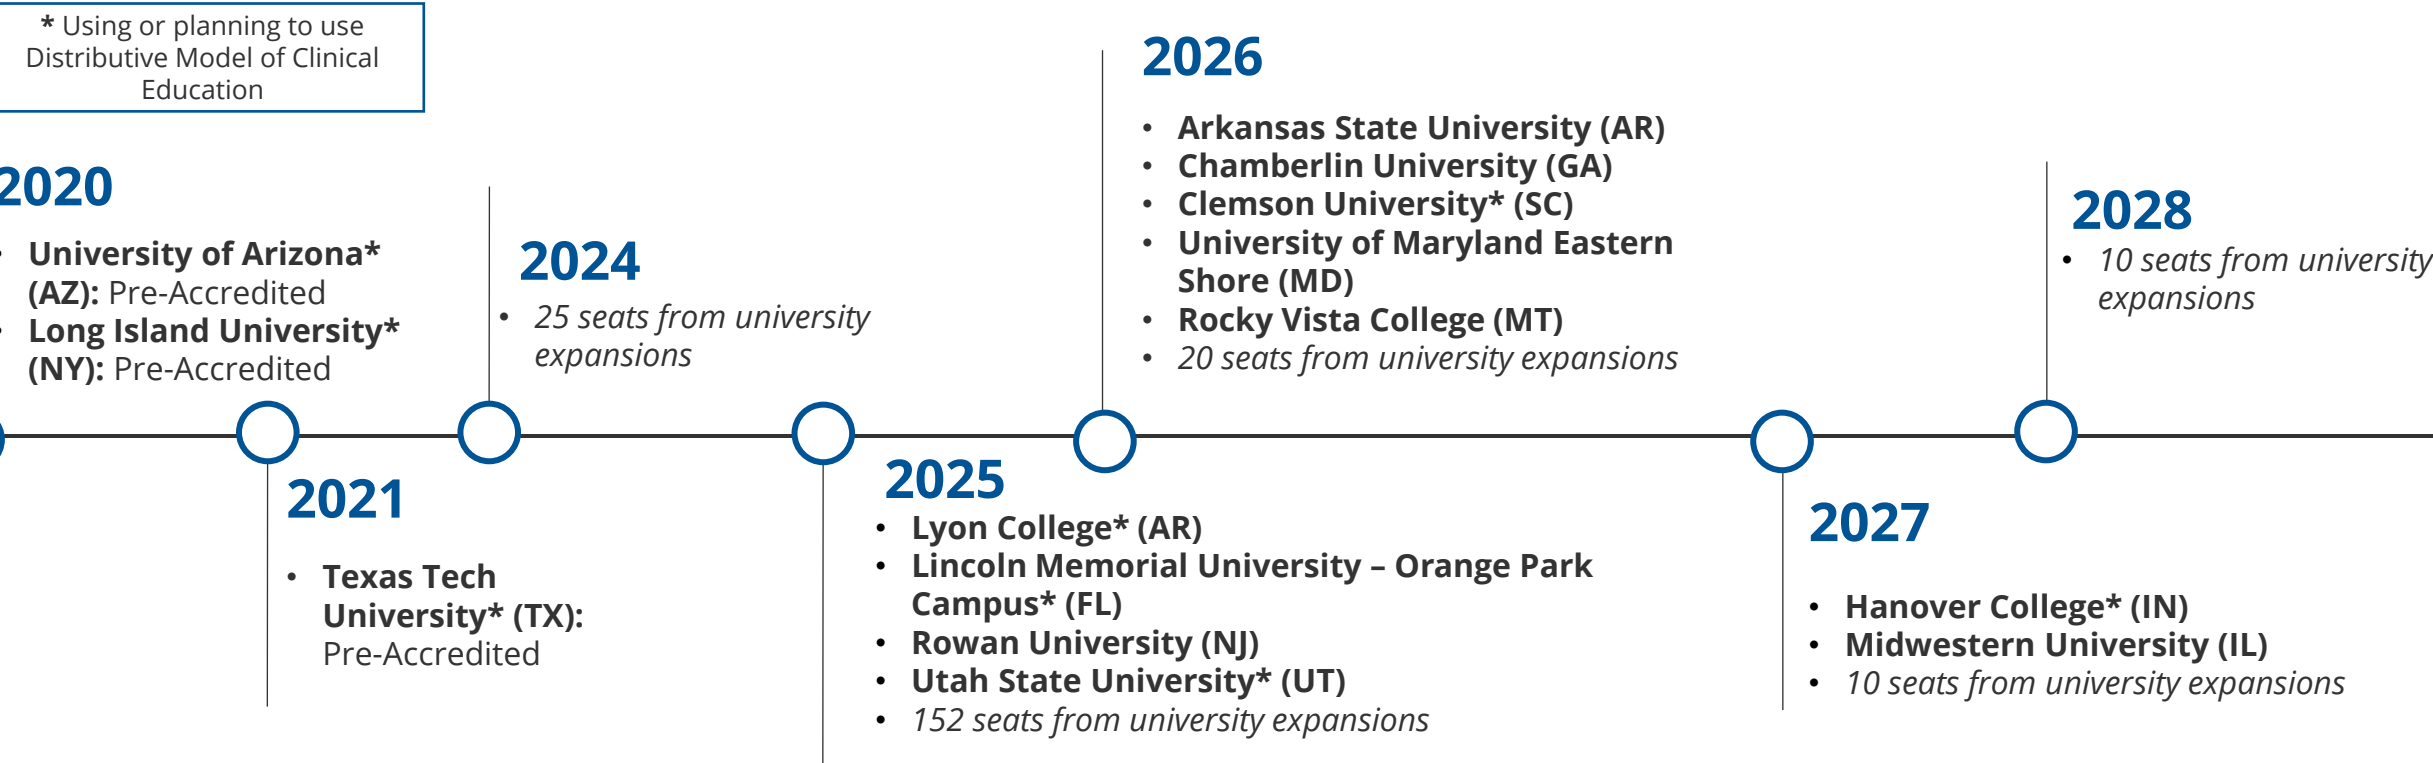 * Using or planning to use
Distributive Model of Clinical
Education
2020
University of Arizona*
(AZ): Pre-Accredited
Long Island University*
(NY): Pre-Accredited
2021
• Texas Tech
University* (TX):
Pre-Accredited
2024
• 25 seats from university
expansions
2025
• Lyon College* (AR)
• Lincoln Memorial University – Orange Park
Campus* (FL)
• Rowan University (NJ)
• Utah State University* (UT)
• 152 seats from university expansions
2026
• Arkansas State University (AR)
• Chamberlin University (GA)
• Clemson University* (SC)
• University of Maryland Eastern
Shore (MD)
• Rocky Vista College (MT)
• 20 seats from university expansions
2027
• Hanover College* (IN)
• Midwestern University (IL)
• 10 seats from university expansions
2028
• 10 seats from university
expansions